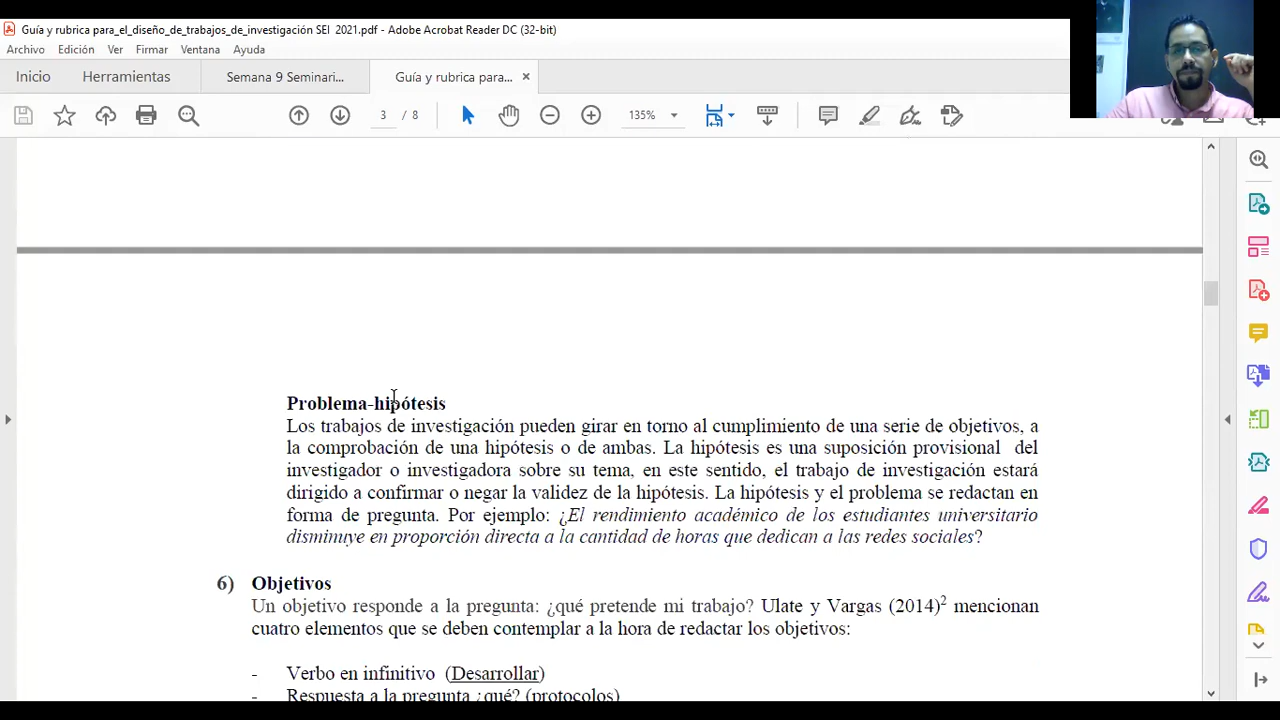 Guía y rubrica para_el_diseño_de_trabajos_de_investigación SEI 2021.pdf - Adobe Acrobat Reader DC (32-bit)
Archivo Edición Ver Firmar Ventana Ayuda
Inicio Herramientas Semana 9 Seminari... Guía y rubrica para... ×
3 / 8 135%
Problema-hipótesis
Los trabajos de investigación pueden girar en torno al cumplimiento de una serie de objetivos, a
la comprobación de una hipótesis o de ambas. La hipótesis es una suposición provisional del
investigador o investigadora sobre su tema, en este sentido, el trabajo de investigación estará
dirigido a confirmar o negar la validez de la hipótesis. La hipótesis y el problema se redactan en
forma de pregunta. Por ejemplo: ¿El rendimiento académico de los estudiantes universitario
disminuye en proporción directa a la cantidad de horas que dedican a las redes sociales?
6) Objetivos
Un objetivo responde a la pregunta: ¿qué pretende mi trabajo? Ulate y Vargas (2014)2 mencionan
cuatro elementos que se deben contemplar a la hora de redactar los objetivos:
- Verbo en infinitivo (Desarrollar)
- Respuesta a la pregunta ¿qué? (protocolos)